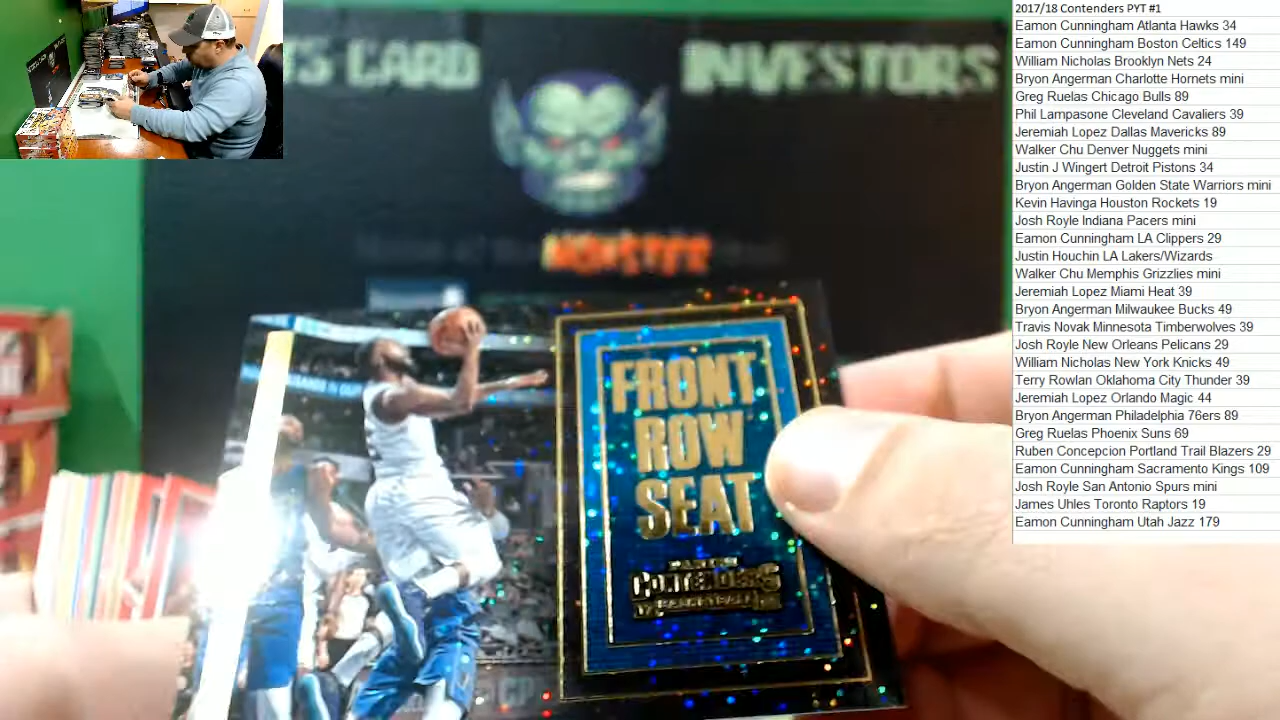 2017/18 Contenders PYT #1
Eamon Cunningham Atlanta Hawks 34
Eamon Cunningham Boston Celtics 149
William Nicholas Brooklyn Nets 24
Bryon Angerman Charlotte Hornets mini
Greg Ruelas Chicago Bulls 89
Phil Lampasone Cleveland Cavaliers 39
Jeremiah Lopez Dallas Mavericks 89
Walker Chu Denver Nuggets mini
Justin J Wingert Detroit Pistons 34
Bryon Angerman Golden State Warriors mini
Kevin Havinga Houston Rockets 19
Josh Royle Indiana Pacers mini
Eamon Cunningham LA Clippers 29
Justin Houchin LA Lakers/Wizards
Walker Chu Memphis Grizzlies mini
Jeremiah Lopez Miami Heat 39
Bryon Angerman Milwaukee Bucks 49
Travis Novak Minnesota Timberwolves 39
Josh Royle New Orleans Pelicans 29
William Nicholas New York Knicks 49
Terry Rowlan Oklahoma City Thunder 39
Jeremiah Lopez Orlando Magic 44
Bryon Angerman Philadelphia 76ers 89
Greg Ruelas Phoenix Suns 69
Ruben Concepcion Portland Trail Blazers 29
Eamon Cunningham Sacramento Kings 109
Josh Royle San Antonio Spurs mini
James Uhles Toronto Raptors 19
Eamon Cunningham Utah Jazz 179
TS CARD INVESTORS
MONSTER
FRONT
ROW
SEAT
PANINI
CONTENDERS
BASKETBALL